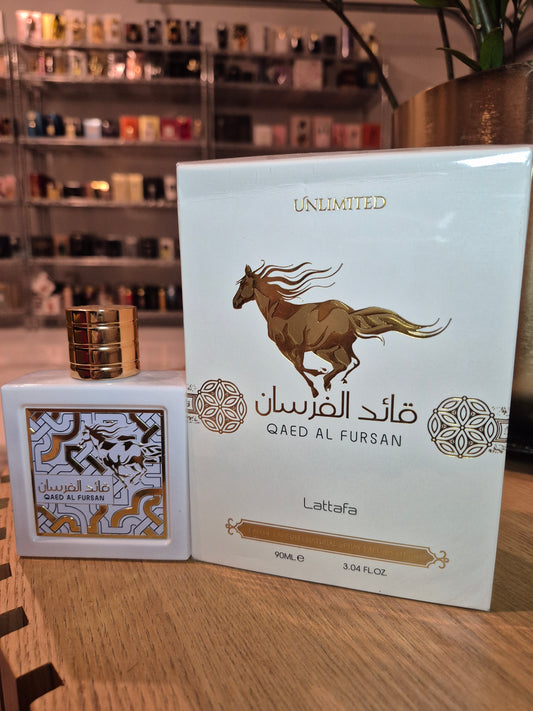 UNLIMITED
قائد الفرسان
QAED AL FURSAN
Lattafa
90ML e
3.04 FL.OZ.
قائد الفرسان
QAED AL FURSAN